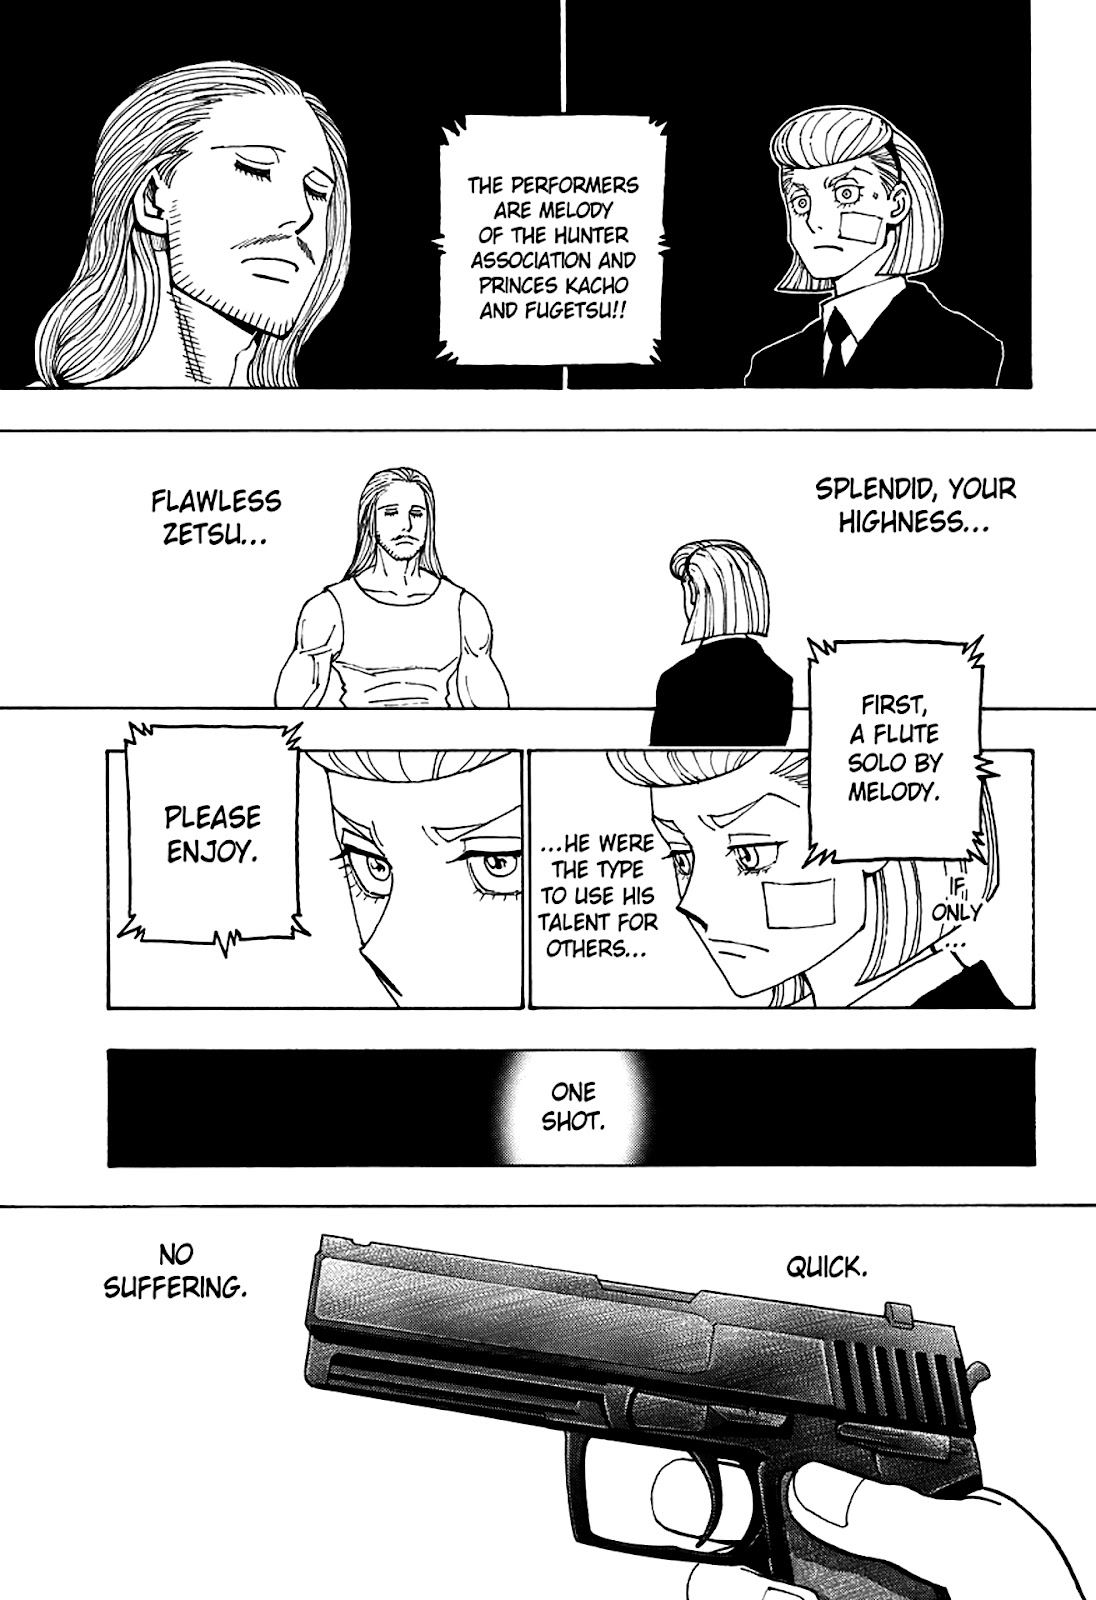 THE PERFORMERS
ARE MELODY
OF THE HUNTER
ASSOCIATION AND
PRINCES KACHO
AND FUGETSU!!
SPLENDID, YOUR
HIGHNESS...
FLAWLESS
ZETSU...
FIRST,
A FLUTE
SOLO BY
MELODY.
IF
ONLY
...
...HE WERE
THE TYPE
TO USE HIS
TALENT FOR
OTHERS...
PLEASE
ENJOY.
ONE
SHOT.
QUICK.
NO
SUFFERING.